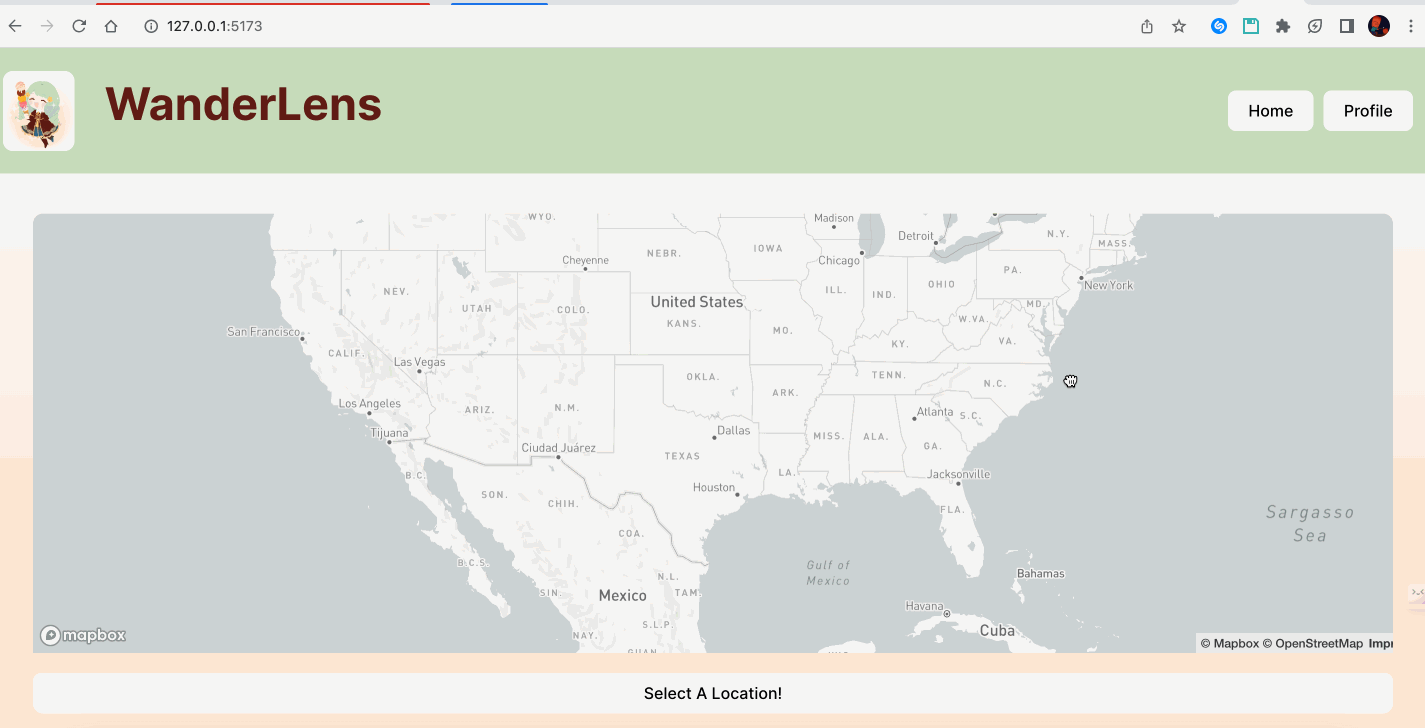 127.0.0.1:5173
WanderLens
Home
Profile
WYO.
Madison
Detroit
N.Y.
MASS.
Cheyenne
NEBR.
IOWA
Chicago
PA.
New York
NEV.
UTAH
COLO.
United States
KANS.
ILL.
IND.
OHIO
MD.
W.VA.
San Francisco
CALIF.
Las Vegas
MO.
KY.
VA.
OKLA.
TENN.
N.C.
Los Angeles
ARIZ.
N.M.
ARK.
Atlanta
S.C.
Tijuana
Ciudad Juárez
Dallas
MISS.
ALA.
GA.
B.C.
TEXAS
LA.
Jacksonville
SON.
CHIH.
Houston
FLA.
Sargasso
Sea
COA.
B.C.S.
Gulf of
Mexico
Bahamas
N.L.
SIN.
Mexico
TAM.
Havana
Cuba
mapbox
NAY.
S.L.P.
© Mapbox © OpenStreetMap Impr
Select A Location!